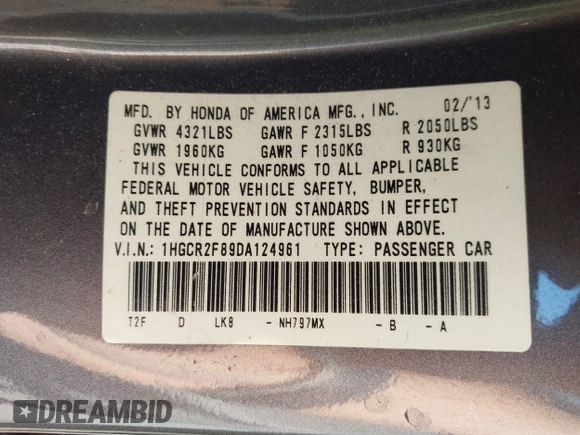 MFD. BY HONDA OF AMERICA MFG., INC. 02/'13
GVWR 4321LBS GAWR F 2315LBS R 2050LBS
GVWR 1960KG GAWR F 1050KG R 930KG
THIS VEHICLE CONFORMS TO ALL APPLICABLE
FEDERAL MOTOR VEHICLE SAFETY, BUMPER,
AND THEFT PREVENTION STANDARDS IN EFFECT
ON THE DATE OF MANUFACTURE SHOWN ABOVE.
V.I.N.: 1HGCR2F89DA124961 TYPE: PASSENGER CAR
T2F D LK8 - NH797MX - B - A
DREAMBID